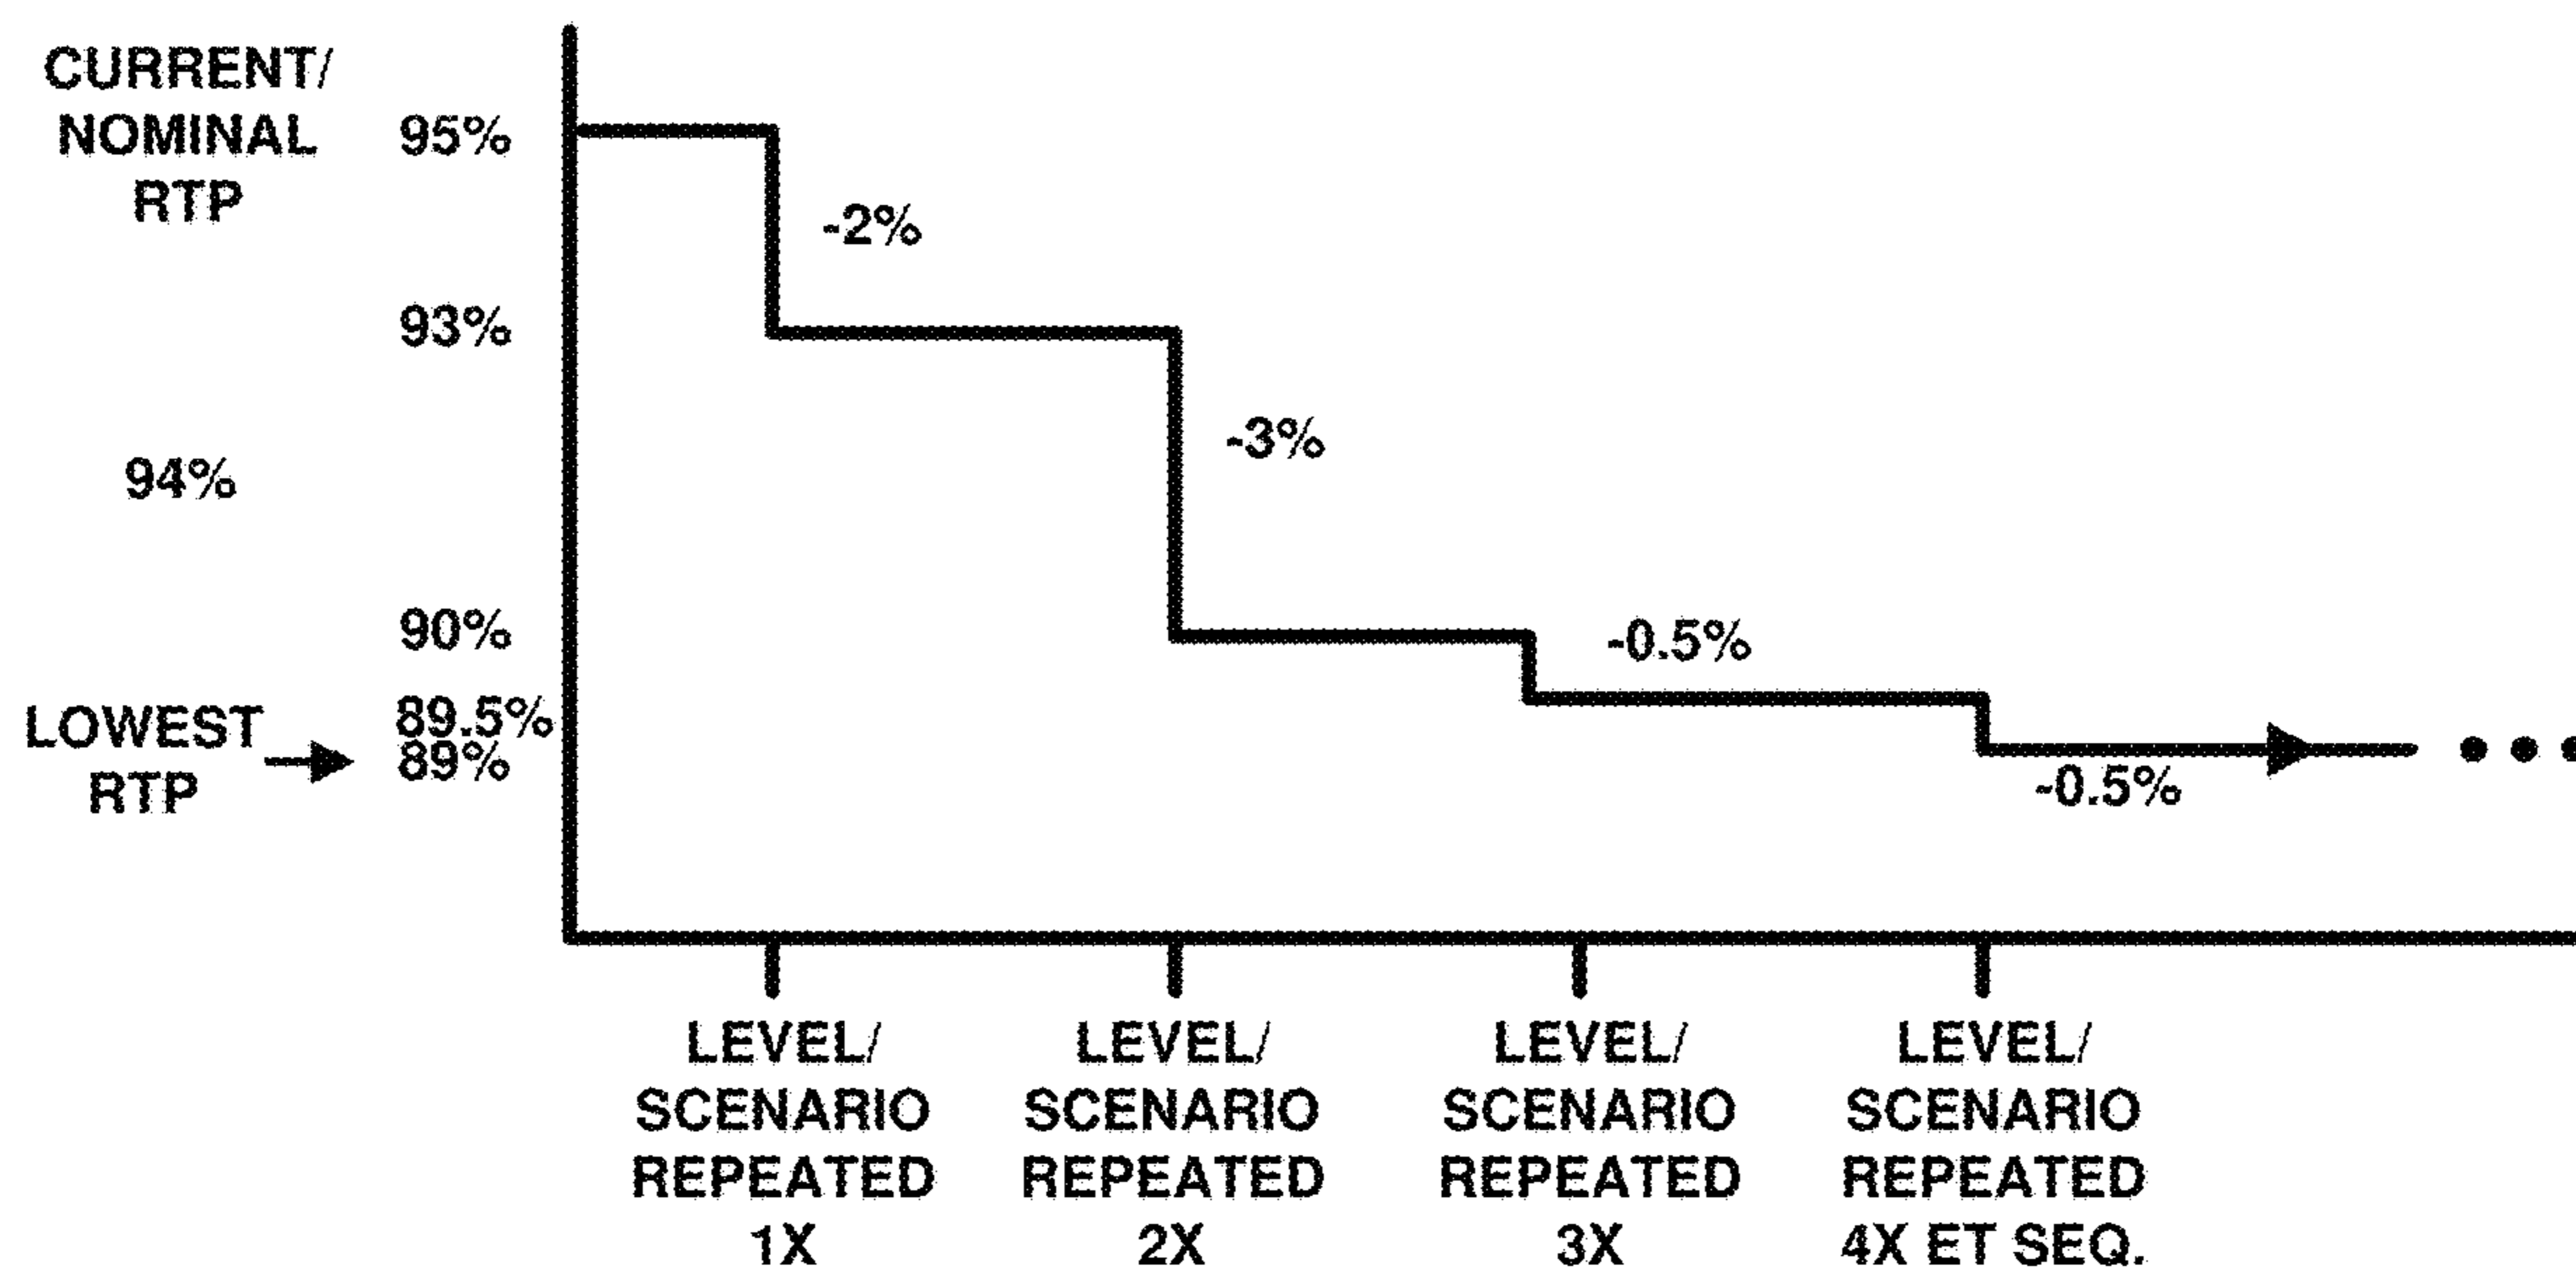 CURRENT/
NOMINAL
RTP
95%
-2%
93%
-3%
94%
90%
-0.5%
89.5%
LOWEST
RTP
89%
-0.5%
LEVEL/
SCENARIO
REPEATED
1X
LEVEL/
SCENARIO
REPEATED
2X
LEVEL/
SCENARIO
REPEATED
3X
LEVEL/
SCENARIO
REPEATED
4X ET SEQ.